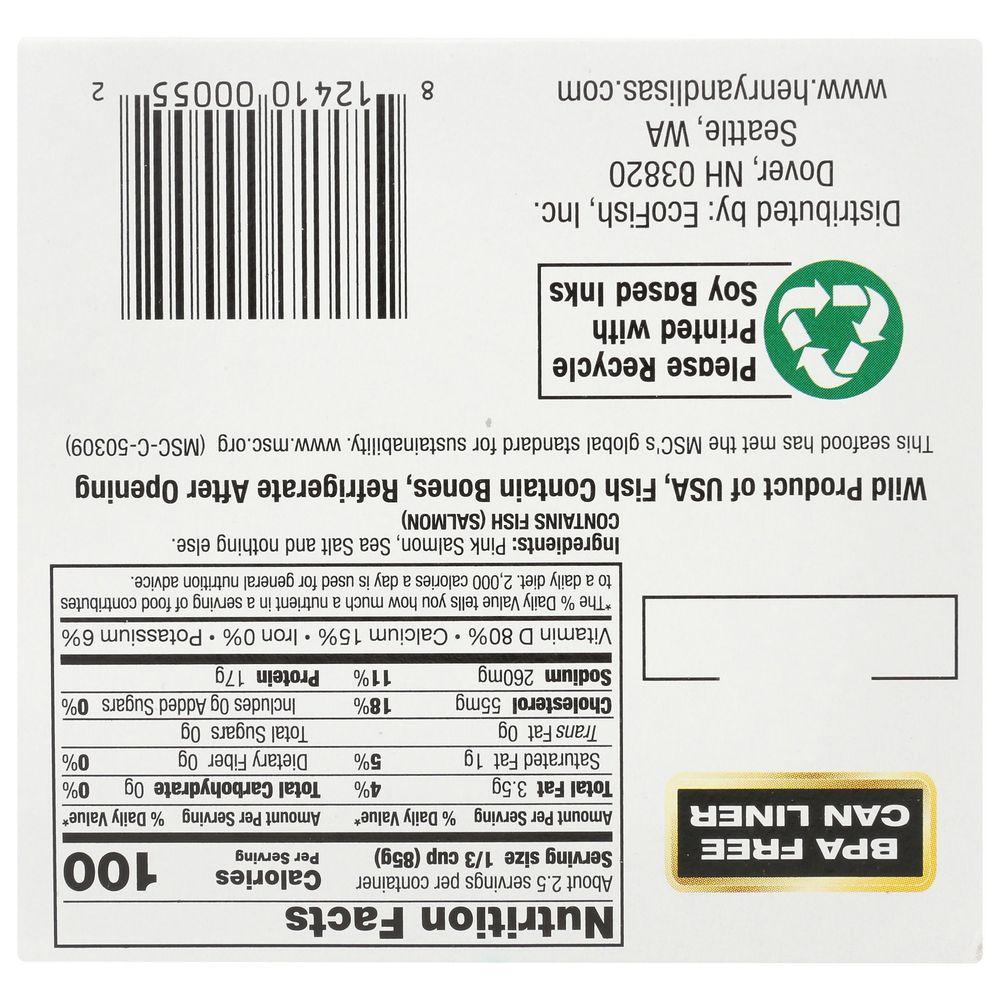 BPA FREE
CAN LINER
Nutrition Facts
About 2.5 servings per container
Serving size 1/3 cup (85g)
Calories
Per Serving
100
Amount Per Serving % Daily Value*
Total Fat 3.5g 4%
Saturated Fat 1g 5%
Trans Fat 0g
Cholesterol 55mg 18%
Sodium 260mg 11%
Amount Per Serving % Daily Value*
Total Carbohydrate 0g 0%
Dietary Fiber 0g 0%
Total Sugars 0g
Includes 0g Added Sugars 0%
Protein 17g
Vitamin D 80% • Calcium 15% • Iron 0% • Potassium 6%
*The % Daily Value tells you how much a nutrient in a serving of food contributes
to a daily diet. 2,000 calories a day is used for general nutrition advice.
Ingredients: Pink Salmon, Sea Salt and nothing else.
CONTAINS FISH (SALMON)
Wild Product of USA, Fish Contain Bones, Refrigerate After Opening
This seafood has met the MSC's global standard for sustainability. www.msc.org (MSC-C-50309)
Please Recycle
Printed with
Soy Based Inks
Distributed by: EcoFish, Inc.
Dover, NH 03820
Seattle, WA
www.henryandlisas.com
8 12410 00055 2